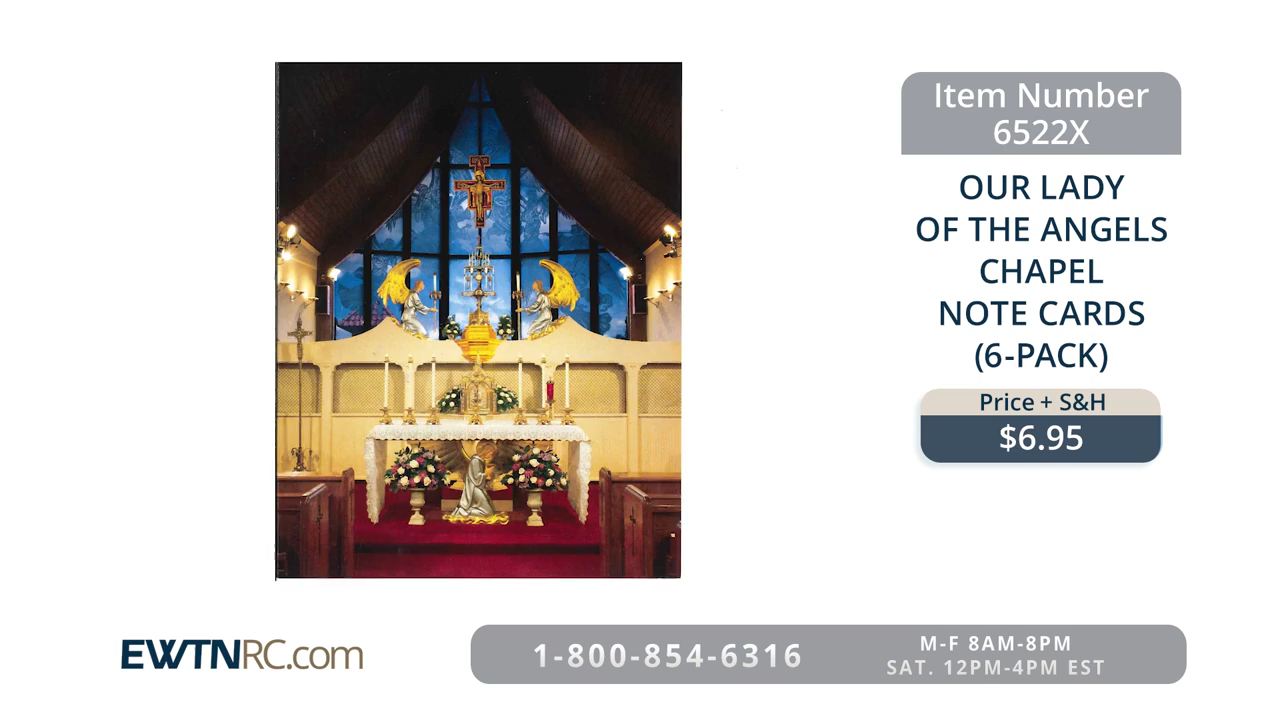 Item Number
6522X
OUR LADY
OF THE ANGELS
CHAPEL
NOTE CARDS
(6-PACK)
Price + S&H
$6.95
EWTNRC.com
1-800-854-6316
M-F 8AM-8PM
SAT. 12PM-4PM EST